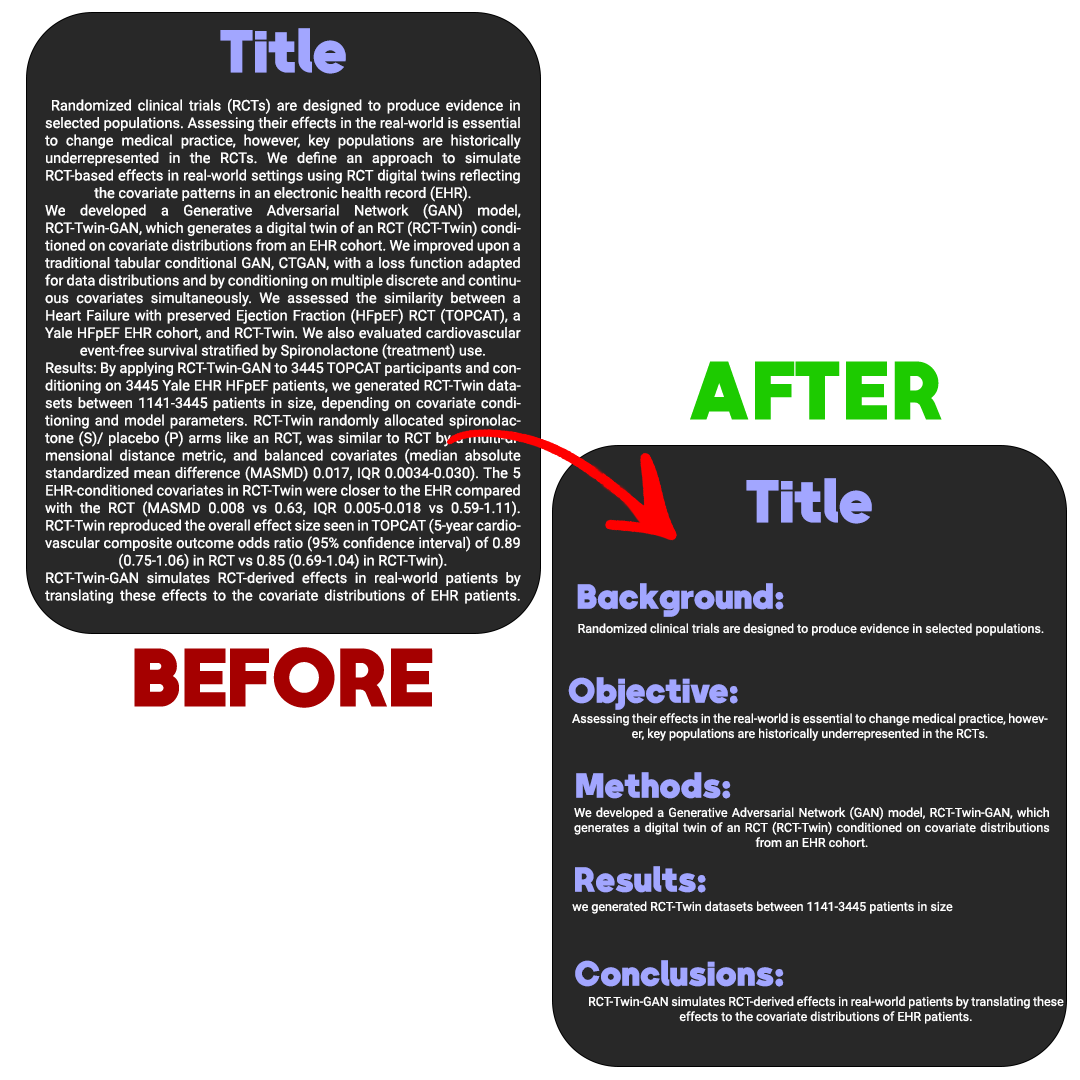 Title
Randomized clinical trials (RCTs) are designed to produce evidence in
selected populations. Assessing their effects in the real-world is essential
to change medical practice, however, key populations are historically
underrepresented in the RCTs. We define an approach to simulate
RCT-based effects in real-world settings using RCT digital twins reflecting
the covariate patterns in an electronic health record (EHR).
We developed a Generative Adversarial Network (GAN) model,
RCT-Twin-GAN, which generates a digital twin of an RCT (RCT-Twin) condi-
tioned on covariate distributions from an EHR cohort. We improved upon a
traditional tabular conditional GAN, CTGAN, with a loss function adapted
for data distributions and by conditioning on multiple discrete and continu-
ous covariates simultaneously. We assessed the similarity between a
Heart Failure with preserved Ejection Fraction (HFpEF) RCT (TOPCAT), a
Yale HFpEF EHR cohort, and RCT-Twin. We also evaluated cardiovascular
event-free survival stratified by Spironolactone (treatment) use.
Results: By applying RCT-Twin-GAN to 3445 TOPCAT participants and con-
ditioning on 3445 Yale EHR HFpEF patients, we generated RCT-Twin data-
sets between 1141-3445 patients in size, depending on covariate condi-
tioning and model parameters. RCT-Twin randomly allocated spironolac-
tone (S)/ placebo (P) arms like an RCT, was similar to RCT by a multi-di-
mensional distance metric, and balanced covariates (median absolute
standardized mean difference (MASMD) 0.017, IQR 0.0034-0.030). The 5
EHR-conditioned covariates in RCT-Twin were closer to the EHR compared
with the RCT (MASMD 0.008 vs 0.63, IQR 0.005-0.018 vs 0.59-1.11).
RCT-Twin reproduced the overall effect size seen in TOPCAT (5-year cardio-
vascular composite outcome odds ratio (95% confidence interval) of 0.89
(0.75-1.06) in RCT vs 0.85 (0.69-1.04) in RCT-Twin).
RCT-Twin-GAN simulates RCT-derived effects in real-world patients by
translating these effects to the covariate distributions of EHR patients.
BEFORE
AFTER
Title
Background:
Randomized clinical trials are designed to produce evidence in selected populations.
Objective:
Assessing their effects in the real-world is essential to change medical practice, howev-
er, key populations are historically underrepresented in the RCTs.
Methods:
We developed a Generative Adversarial Network (GAN) model, RCT-Twin-GAN, which
generates a digital twin of an RCT (RCT-Twin) conditioned on covariate distributions
from an EHR cohort.
Results:
we generated RCT-Twin datasets between 1141-3445 patients in size
Conclusions:
RCT-Twin-GAN simulates RCT-derived effects in real-world patients by translating these
effects to the covariate distributions of EHR patients.